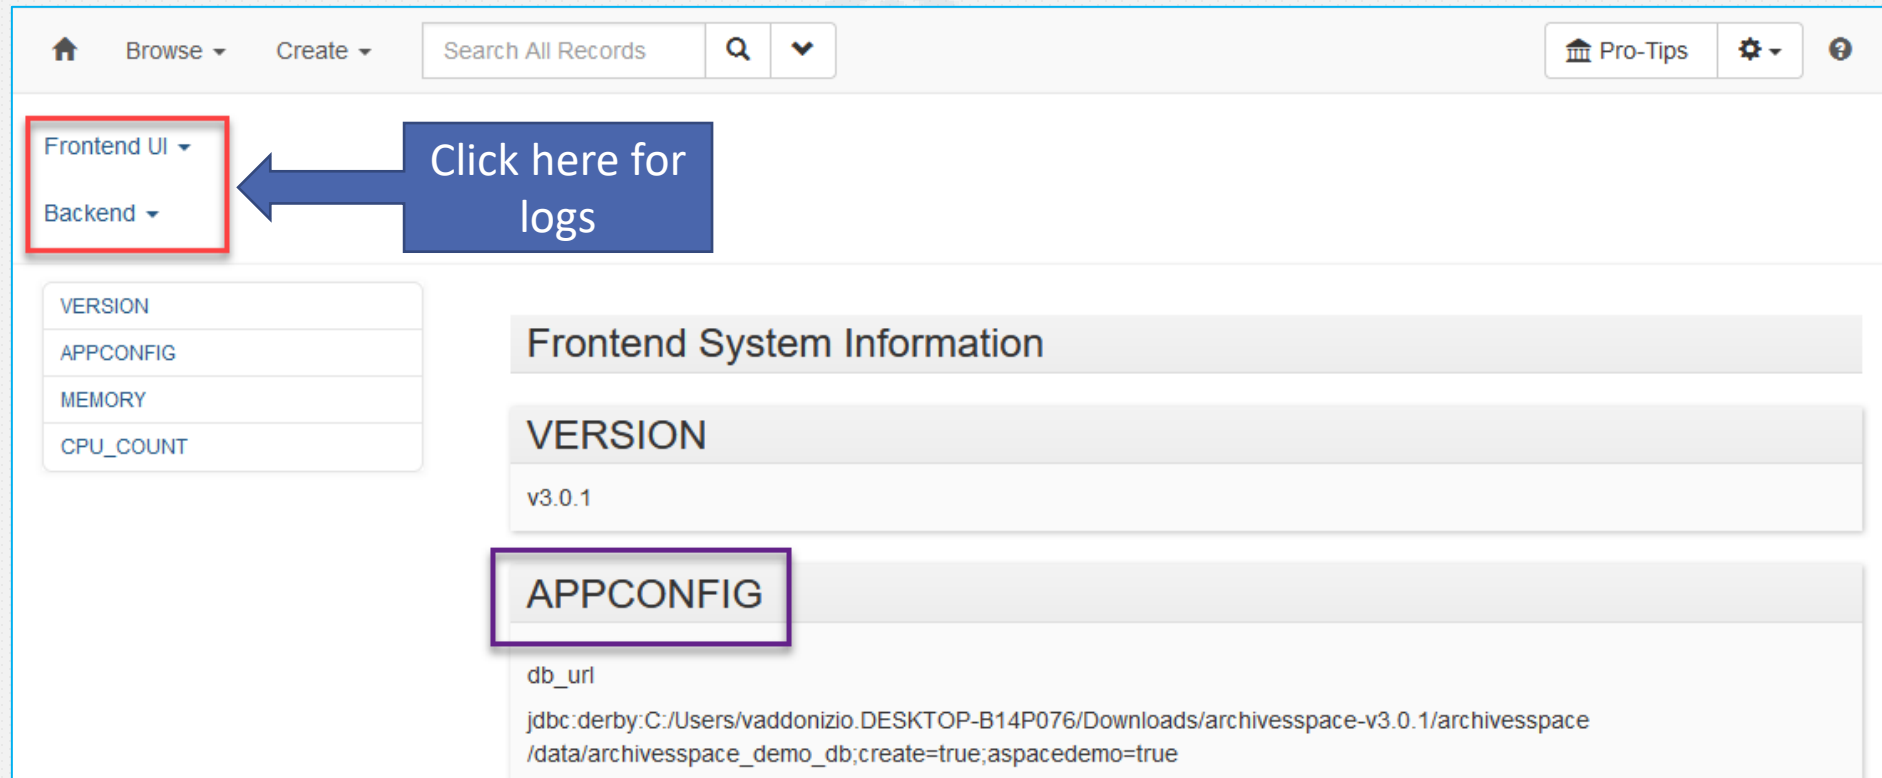 Browse
Create
Search All Records
Pro-Tips
Frontend UI
Backend
Click here for
logs
VERSION
APPCONFIG
MEMORY
CPU_COUNT
Frontend System Information
VERSION
v3.0.1
APPCONFIG
db_url
jdbc:derby:C:/Users/vaddonizio.DESKTOP-B14P076/Downloads/archivesspace-v3.0.1/archivesspace
/data/archivesspace_demo_db;create=true;aspacedemo=true